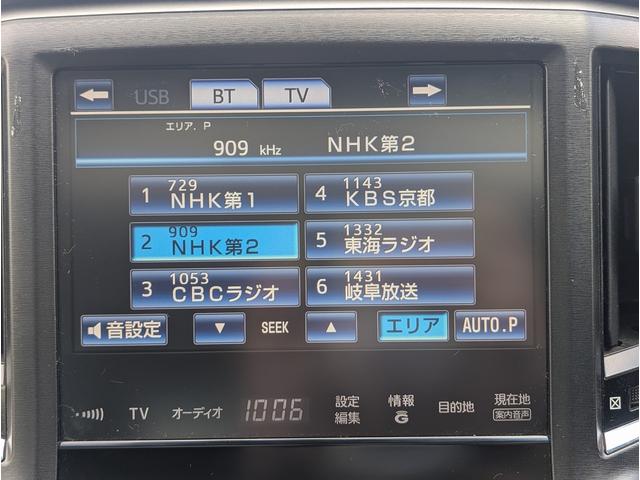 USB BT TV
エリア. P
909 kHz NHK第2
1 729 NHK第1
4 1143 KBS京都
2 909 NHK第2
5 1332 東海ラジオ
3 1053 CBCラジオ
6 1431 岐阜放送
音設定 ▼ SEEK ▲ エリア AUTO.P
TV オーディオ 1006 設定編集 情報G 目的地 現在地 案内音声